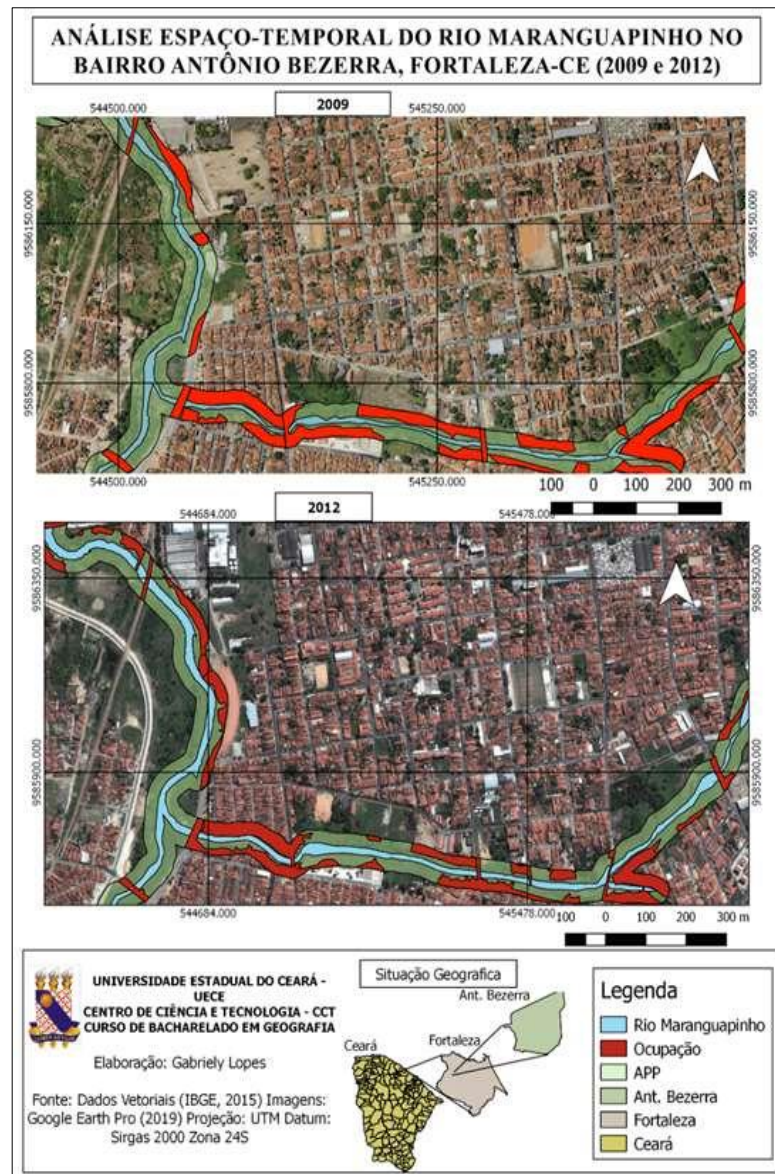 ANÁLISE ESPAÇO-TEMPORAL DO RIO MARANGUAPINHO NO
BAIRRO ANTÔNIO BEZERRA, FORTALEZA-CE (2009 e 2012)
2009
544500.000
545250.000
9586150.000
9586150.000
9585800.000
9585800.000
544500.000
545250.000
100 0 100 200 300 m
2012
544684.000
545478.000
9586350.000
9586350.000
9585900.000
9585900.000
544684.000
545478.000
100 0 100 200 300 m
UNIVERSIDADE ESTADUAL DO CEARÁ -
UECE
CENTRO DE CIÊNCIA E TECNOLOGIA - CCT
CURSO DE BACHARELADO EM GEOGRAFIA
Elaboração: Gabriely Lopes
Fonte: Dados Vetoriais (IBGE, 2015) Imagens:
Google Earth Pro (2019) Projeção: UTM Datum:
Sirgas 2000 Zona 24S
Situação Geografica
Ant. Bezerra
Fortaleza
Ceará
Legenda
Rio Maranguapinho
Ocupação
APP
Ant. Bezerra
Fortaleza
Ceará